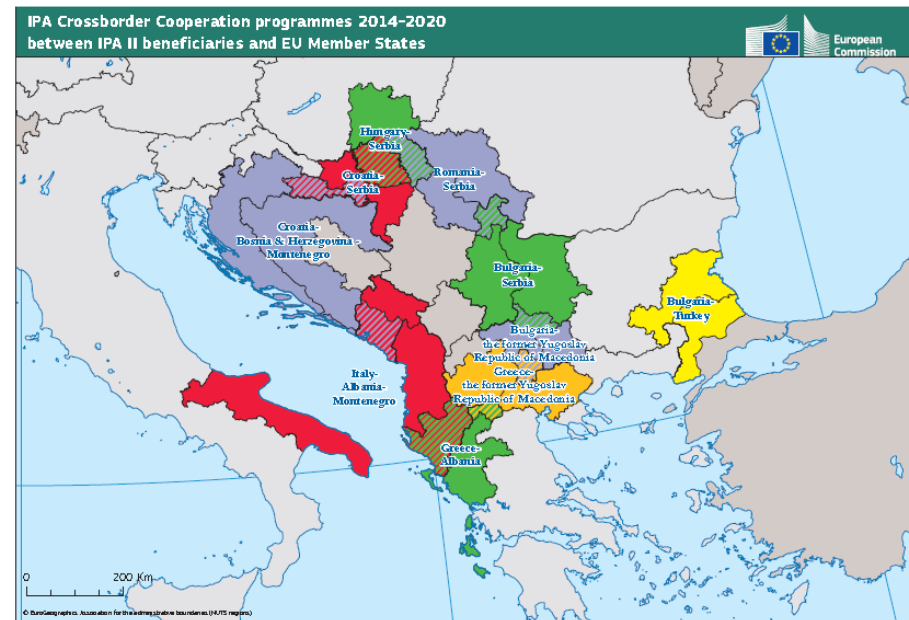 IPA Crossborder Cooperation programmes 2014-2020
between IPA II beneficiaries and EU Member States
European
Commission
Hungary-
Serbia
Croatia-
Serbia
Romania-
Serbia
Croatia-
Bosnia & Herzegovina -
Montenegro
Bulgaria-
Serbia
Bulgaria-
Turkey
Bulgaria-
the former Yugoslav
Republic of Macedonia
Greece-
the former Yugoslav
Republic of Macedonia
Italy-
Albania-
Montenegro
Greece-
Albania
0 200 Km
© EuroGeographics Association for the administrative boundaries (NUTS regions)